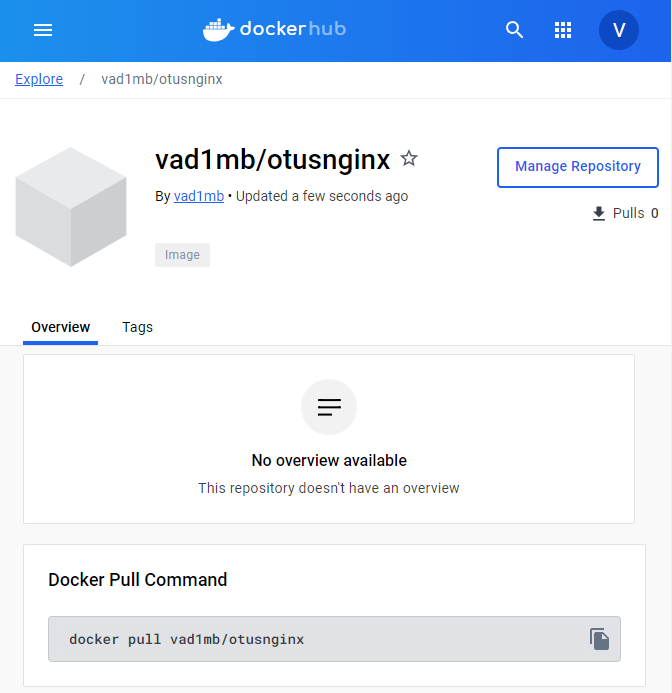 dockerhub
V
Explore / vad1mb/otusnginx
vad1mb/otusnginx
Manage Repository
By vad1mb • Updated a few seconds ago
Pulls 0
Image
Overview Tags
No overview available
This repository doesn't have an overview
Docker Pull Command
docker pull vad1mb/otusnginx